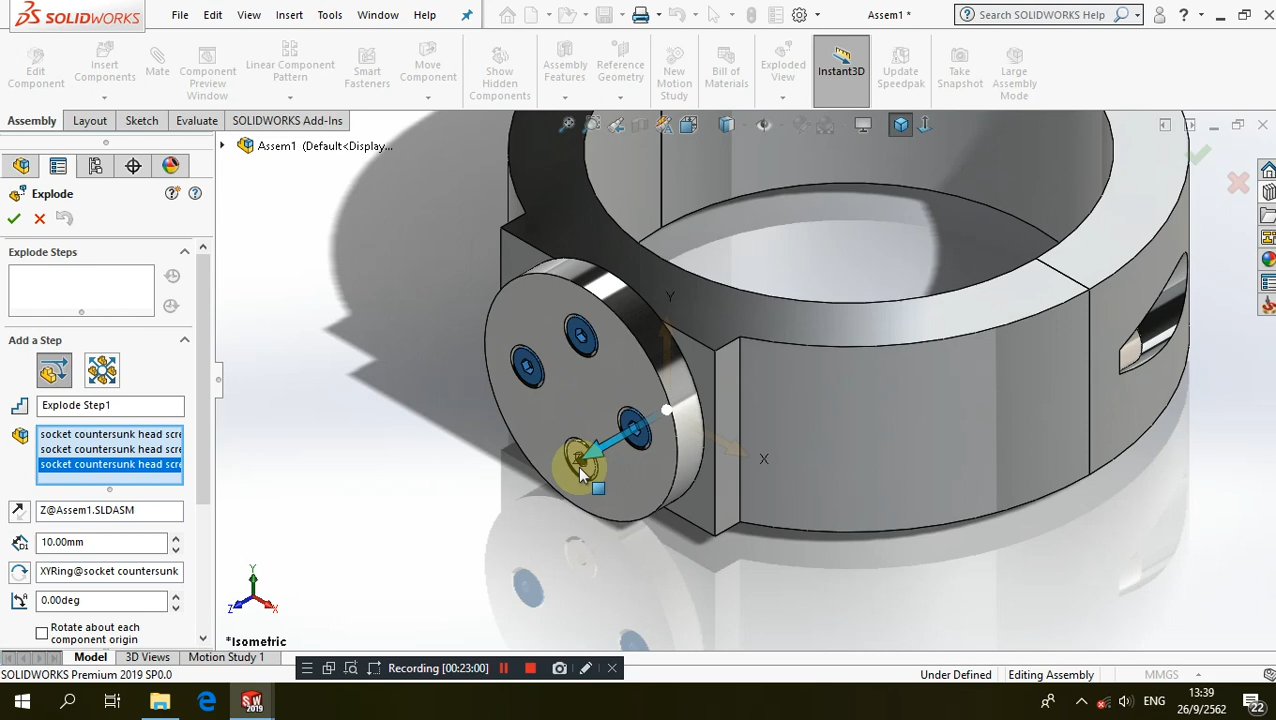 SOLIDWORKS
File Edit View Insert Tools Window Help
Assem1 *
Search SOLIDWORKS Help
?
Edit Component
Insert Components
Mate
Component Preview Window
Linear Component Pattern
Smart Fasteners
Move Component
Show Hidden Components
Assembly Features
Reference Geometry
New Motion Study
Bill of Materials
Exploded View
Instant3D
Update Speedpak
Take Snapshot
Large Assembly Mode
Assembly Layout Sketch Evaluate SOLIDWORKS Add-Ins
Assem1 (Default<Display...
Explode
Explode Steps
Add a Step
Explode Step1
socket countersunk head scre
socket countersunk head scre
socket countersunk head scre
Z@Assem1.SLDASM
10.00mm
XYRing@socket countersunk
0.00deg
Rotate about each
component origin
Y
X
Y
Z
X
*Isometric
Model 3D Views Motion Study 1
Recording [00:23:00]
SOLIDWORKS Premium 2019 SP0.0
Under Defined Editing Assembly MMGS
SW
2019
ENG
13:39
26/9/2562
22